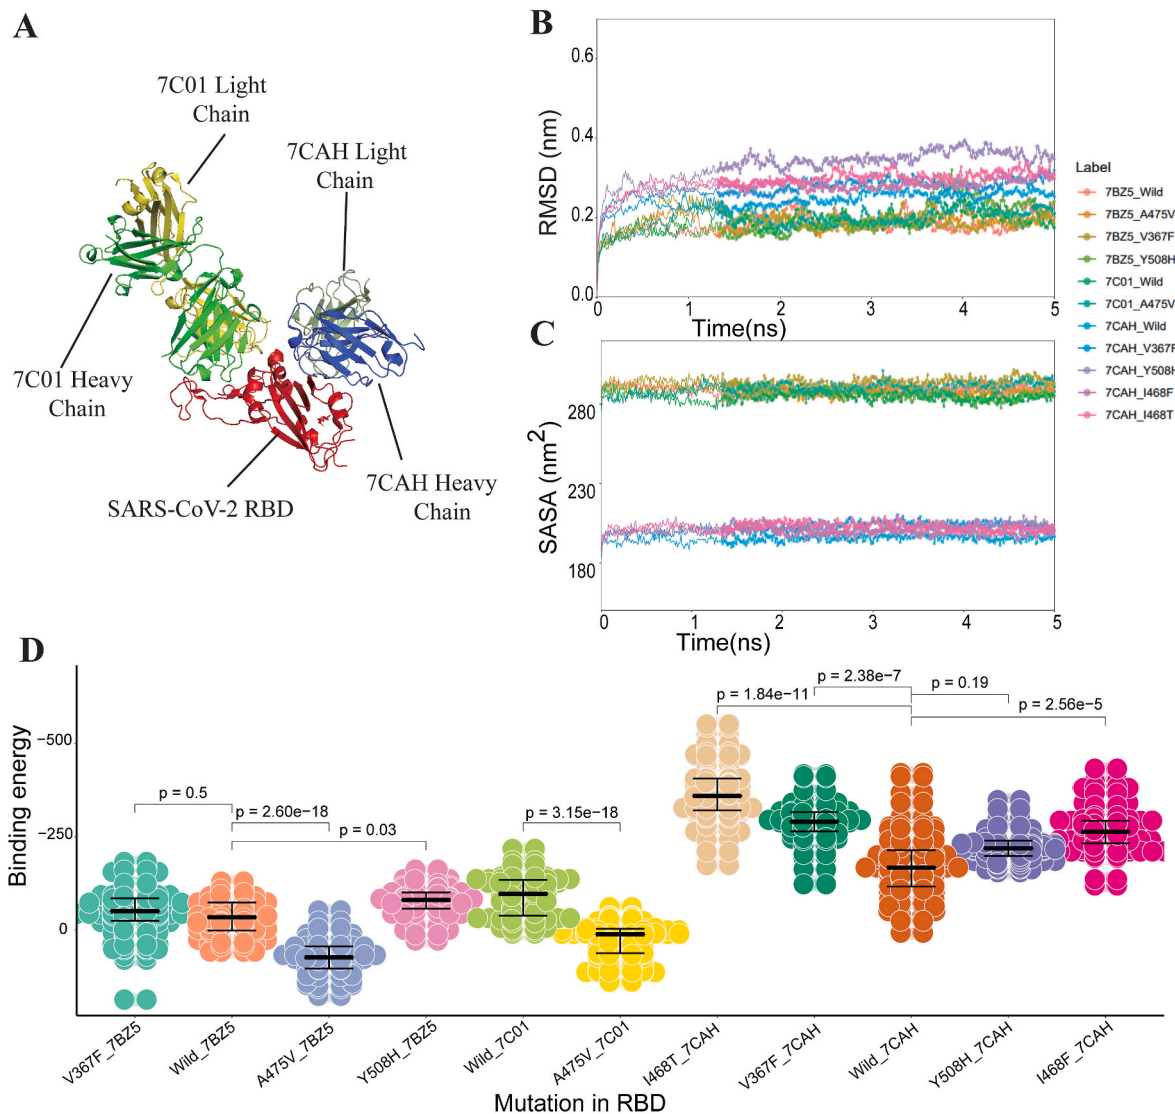 A
7C01 Light
Chain
7CAH Light
Chain
7C01 Heavy
Chain
7CAH Heavy
Chain
SARS-CoV-2 RBD
B
RMSD (nm)
0.6
0.4
0.2
0.0
0 1 2 3 4 5
Time(ns)
C
SASA (nm²)
280
230
180
0 1 2 3 4 5
Time(ns)
Label
7BZ5_Wild
7BZ5_A475V
7BZ5_V367F
7BZ5_Y508H
7C01_Wild
7C01_A475V
7CAH_Wild
7CAH_V367F
7CAH_Y508H
7CAH_I468F
7CAH_I468T
D
Binding energy
−500
−250
0
p = 0.5
p = 2.60e−18
p = 0.03
p = 3.15e−18
p = 2.38e−7
p = 1.84e−11
p = 0.19
p = 2.56e−5
V367F_7BZ5
Wild_7BZ5
A475V_7BZ5
Y508H_7BZ5
Wild_7C01
A475V_7C01
I468T_7CAH
V367F_7CAH
Wild_7CAH
Y508H_7CAH
I468F_7CAH
Mutation in RBD